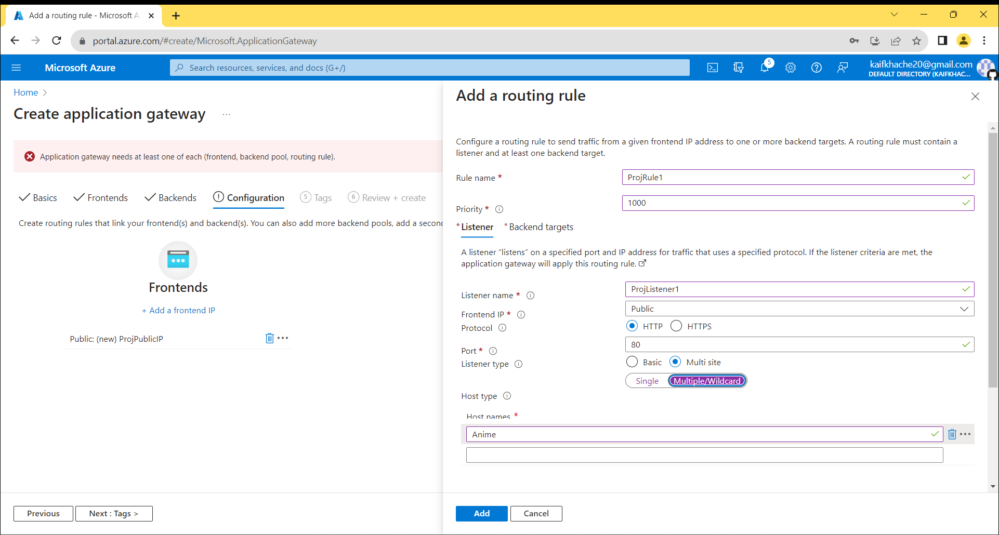 Add a routing rule - Microsoft A
portal.azure.com/#create/Microsoft.ApplicationGateway
Microsoft Azure
Search resources, services, and docs (G+/)
5
kaifkhache20@gmail.com
DEFAULT DIRECTORY (KAIFKHAC...
Home
Create application gateway ...
Application gateway needs at least one of each (frontend, backend pool, routing rule).
Basics
Frontends
Backends
Configuration
5 Tags
6 Review + create
Create routing rules that link your frontend(s) and backend(s). You can also add more backend pools, add a second
Frontends
+ Add a frontend IP
Public: (new) ProjPublicIP
Previous
Next : Tags >
Add a routing rule
Configure a routing rule to send traffic from a given frontend IP address to one or more backend targets. A routing rule must contain a
listener and at least one backend target.
Rule name *
ProjRule1
Priority *
1000
* Listener
* Backend targets
A listener “listens” on a specified port and IP address for traffic that uses a specified protocol. If the listener criteria are met, the
application gateway will apply this routing rule.
Listener name *
ProjListener1
Frontend IP *
Public
Protocol
HTTP
HTTPS
Port *
80
Listener type
Basic
Multi site
Single
Multiple/Wildcard
Host type
Host names *
Anime
Add
Cancel